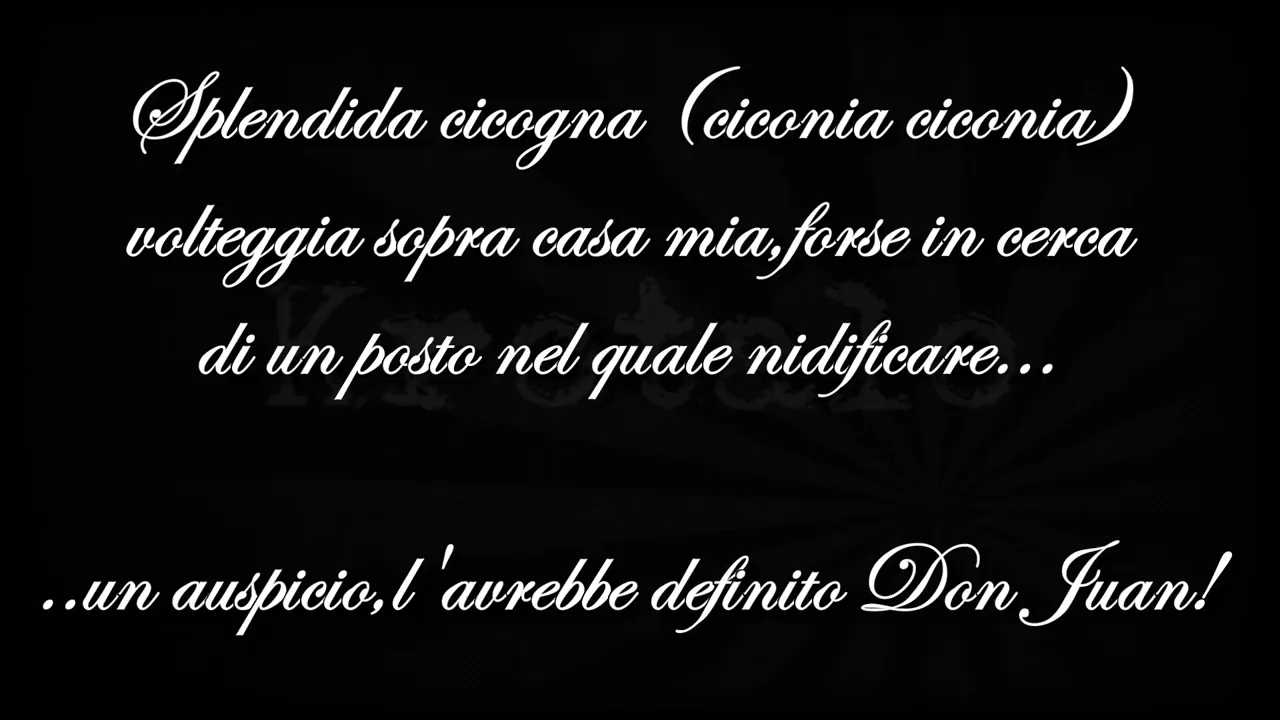 Splendida cicogna (ciconia ciconia)
volteggia sopra casa mia,forse in cerca
di un posto nel quale nidificare...
Krotalo
..un auspicio,l'avrebbe definito Don Juan!